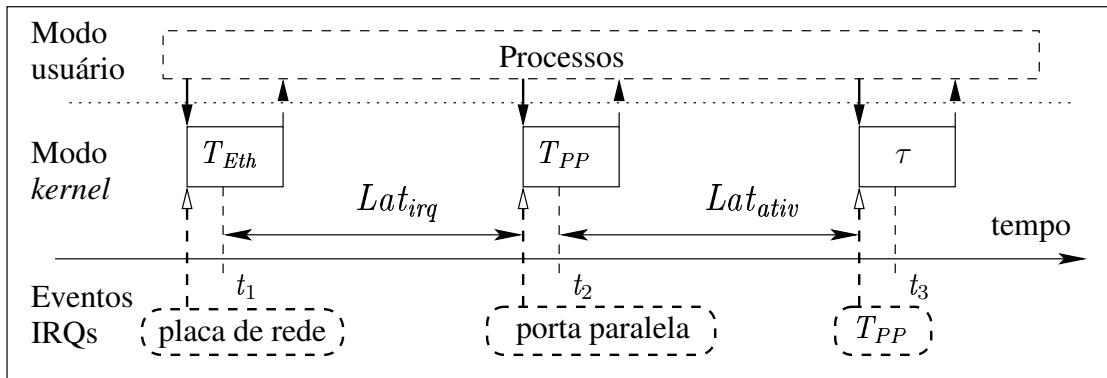 Modo
usuário
Processos
Modo
kernel
T_Eth
T_PP
τ
Lat_irq
Lat_ativ
tempo
t_1
t_2
t_3
Eventos
IRQs
placa de rede
porta paralela
T_PP